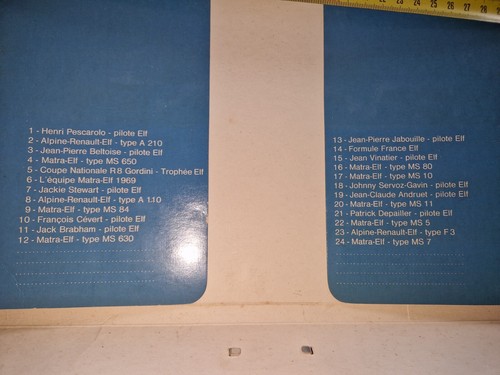 1 - Henri Pescarolo - pilote Elf
2 - Alpine-Renault-Elf - type A 210
3 - Jean-Pierre Beltoise - pilote Elf
4 - Matra-Elf - type MS 650
5 - Coupe Nationale R8 Gordini - Trophée Elf
6 - L'équipe Matra-Elf 1969
7 - Jackie Stewart - pilote Elf
8 - Alpine-Renault-Elf - type A 1.10
9 - Matra-Elf - type MS 84
10 - François Cévert - pilote Elf
11 - Jack Brabham - pilote Elf
12 - Matra-Elf - type MS 630
13 - Jean-Pierre Jabouille - pilote Elf
14 - Formule France Elf
15 - Jean Vinatier - pilote Elf
16 - Matra-Elf - type MS 80
17 - Matra-Elf - type MS 10
18 - Johnny Servoz-Gavin - pilote Elf
19 - Jean-Claude Andruet - pilote Elf
20 - Matra-Elf - type MS 11
21 - Patrick Depailler - pilote Elf
22 - Matra-Elf - type MS 5
23 - Alpine-Renault-Elf - type F 3
24 - Matra-Elf - type MS 7